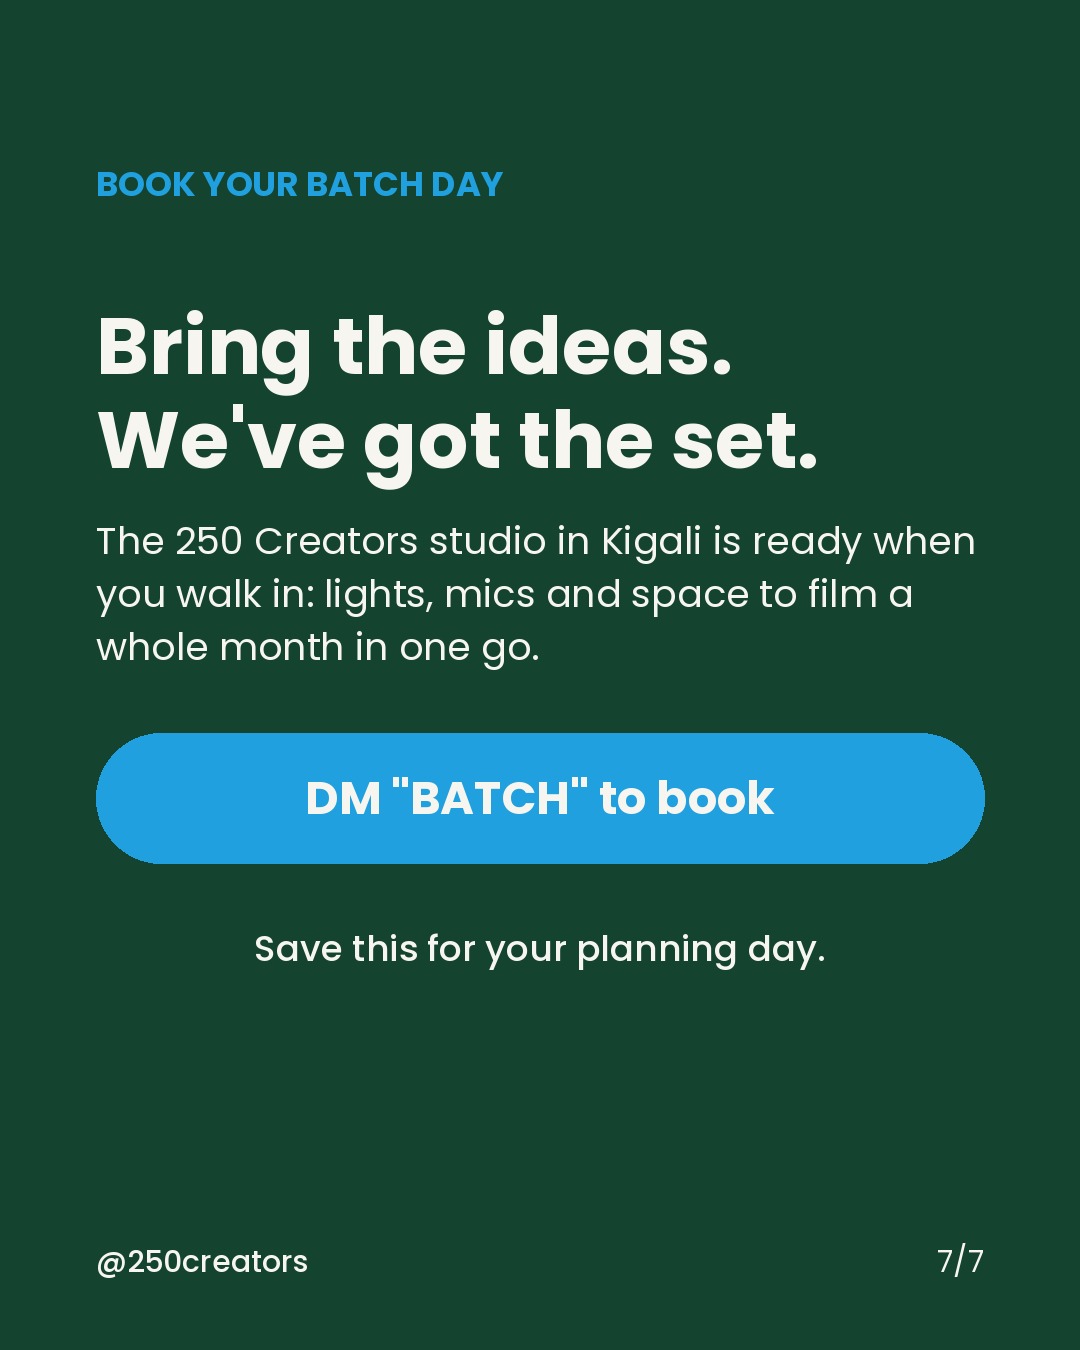 BOOK YOUR BATCH DAY
Bring the ideas.
We've got the set.
The 250 Creators studio in Kigali is ready when
you walk in: lights, mics and space to film a
whole month in one go.
DM "BATCH" to book
Save this for your planning day.
@250creators
7/7